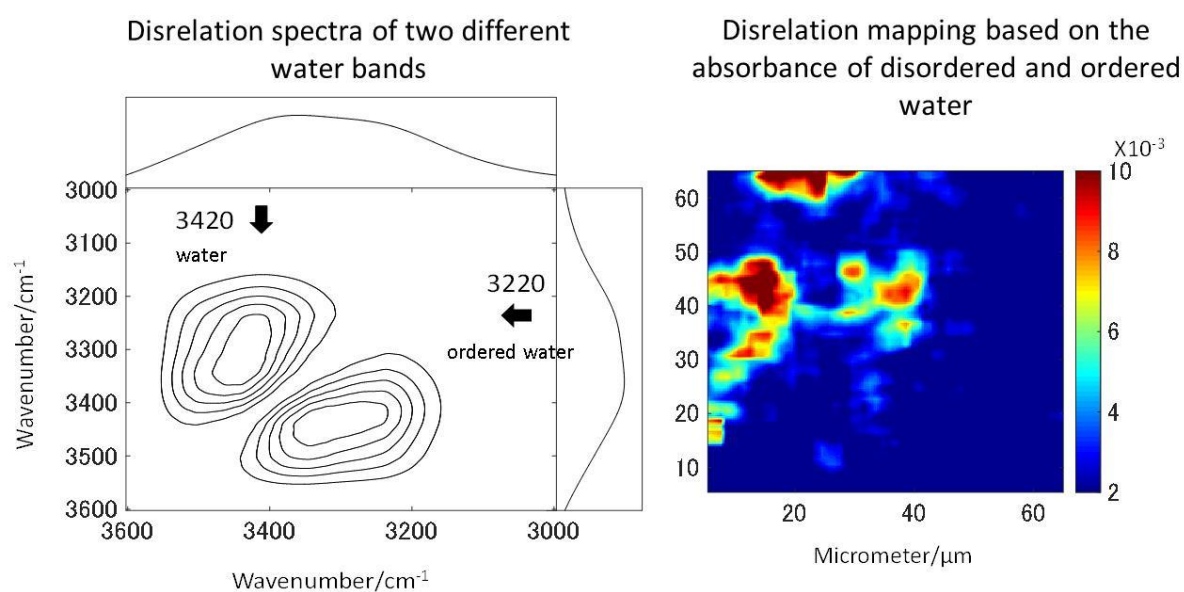 Disrelation spectra of two different
water bands
3000
3100
3200
3300
3400
3500
3600
Wavenumber/cm⁻¹
3420
water
3220
ordered water
3600
3400
3200
3000
Wavenumber/cm⁻¹
Disrelation mapping based on the
absorbance of disordered and ordered
water
X10⁻³
60
50
40
30
20
10
20
40
60
Micrometer/µm
10
8
6
4
2